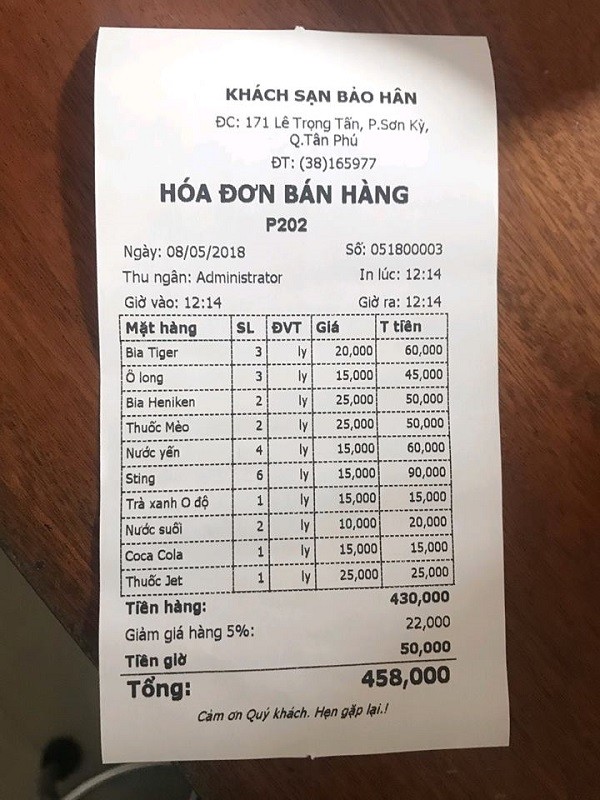 KHÁCH SẠN BẢO HÂN
ĐC: 171 Lê Trọng Tấn, P.Sơn Kỳ,
Q.Tân Phú
ĐT: (38)165977
HÓA ĐƠN BÁN HÀNG
P202
Ngày: 08/05/2018 Số: 051800003
Thu ngân: Administrator In lúc: 12:14
Giờ vào: 12:14 Giờ ra: 12:14
Mặt hàng SL ĐVT Giá T tiền
Bia Tiger 3 ly 20,000 60,000
Ô long 3 ly 15,000 45,000
Bia Heniken 2 ly 25,000 50,000
Thuốc Mèo 2 ly 25,000 50,000
Nước yến 4 ly 15,000 60,000
Sting 6 ly 15,000 90,000
Trà xanh O độ 1 ly 15,000 15,000
Nước suối 2 ly 10,000 20,000
Coca Cola 1 ly 15,000 15,000
Thuốc Jet 1 ly 25,000 25,000
Tiền hàng: 430,000
Giảm giá hàng 5%: 22,000
Tiền giờ 50,000
Tổng: 458,000
Cảm ơn Quý khách. Hẹn gặp lại.!